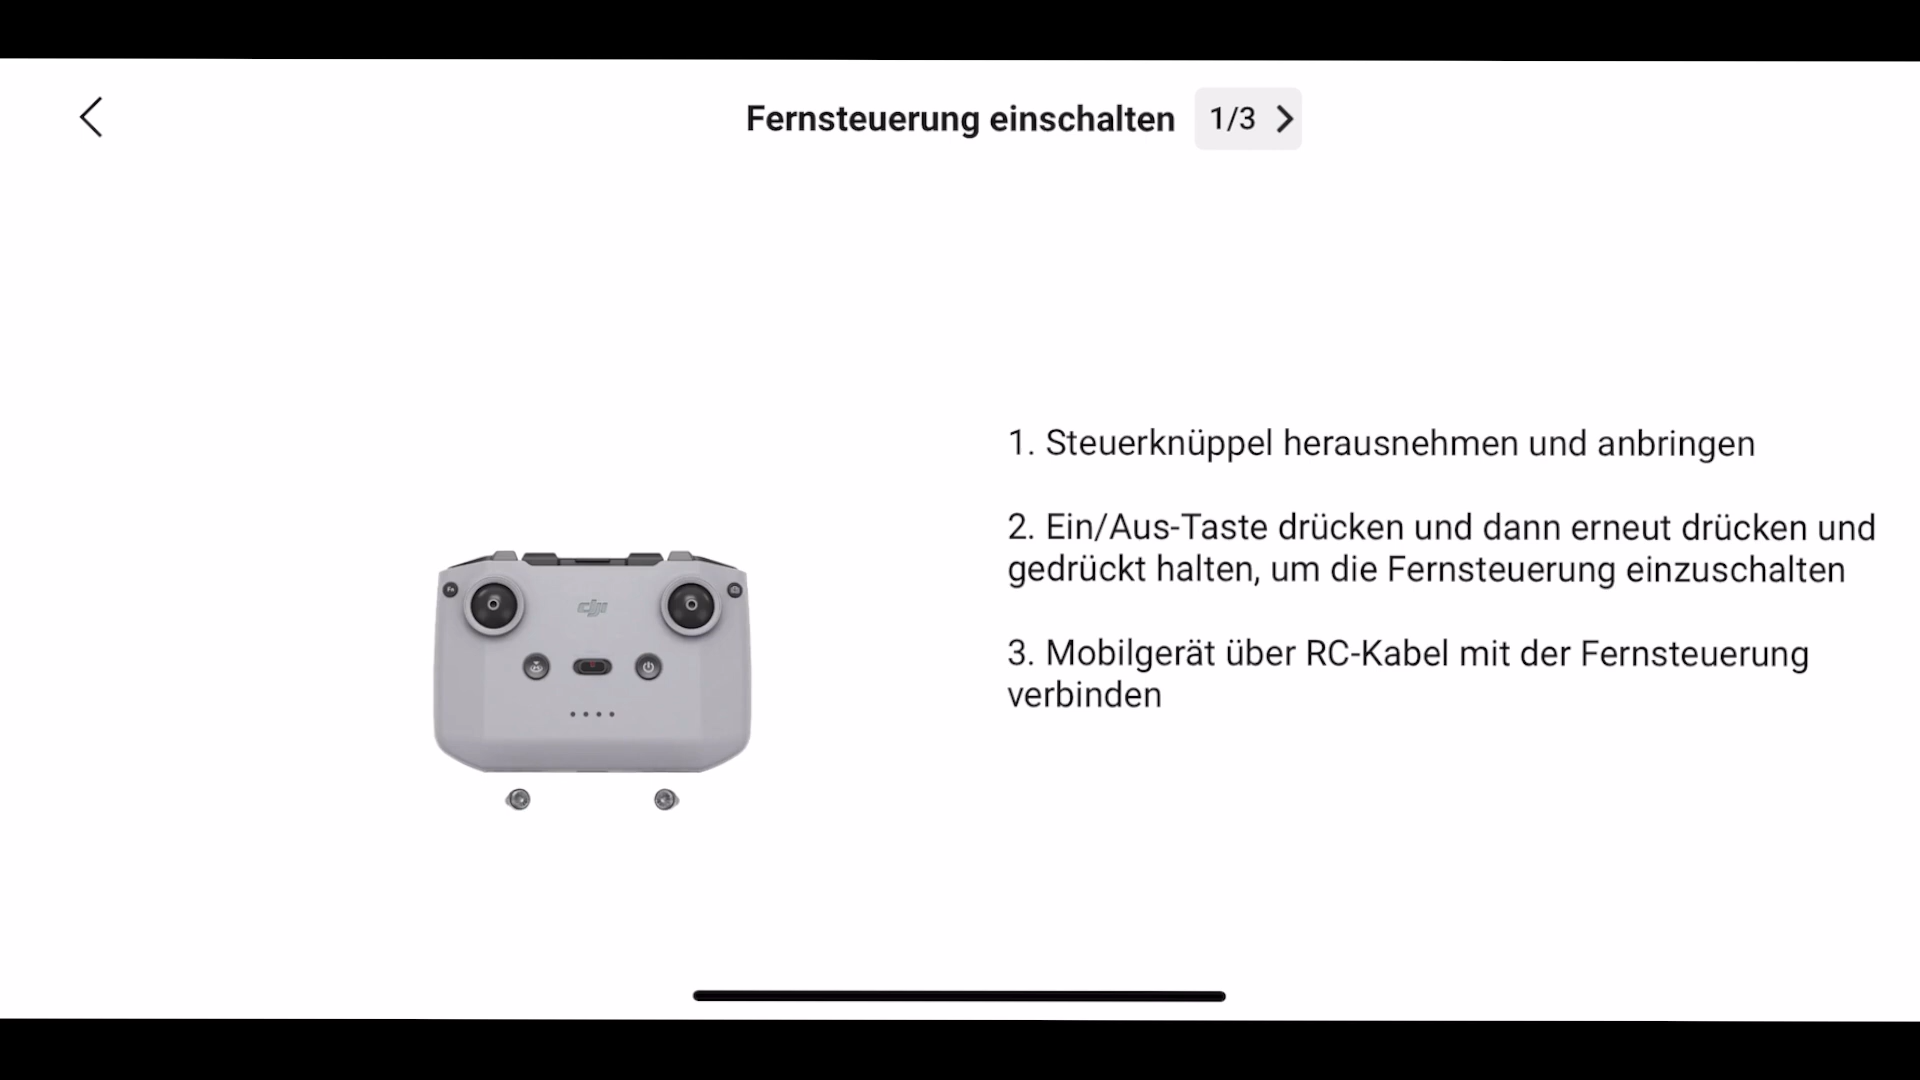 Fernsteuerung einschalten 1/3
1. Steuerknüppel herausnehmen und anbringen
2. Ein/Aus-Taste drücken und dann erneut drücken und
gedrückt halten, um die Fernsteuerung einzuschalten
3. Mobilgerät über RC-Kabel mit der Fernsteuerung
verbinden
dji